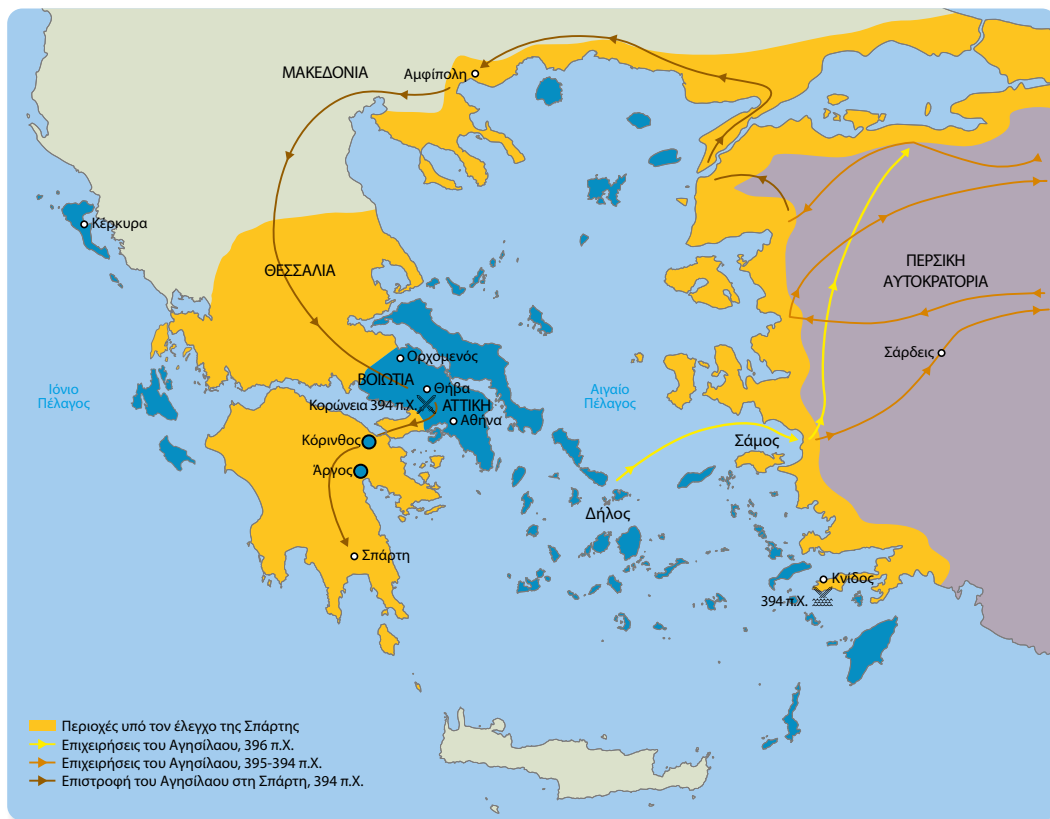 ΜΑΚΕΔΟΝΙΑ
Αμφίπολη
Κέρκυρα
ΘΕΣΣΑΛΙΑ
ΠΕΡΣΙΚΗ
ΑΥΤΟΚΡΑΤΟΡΙΑ
Σάρδεις
Ορχομενός
ΒΟΙΩΤΙΑ
Θήβα
Ιόνιο
Πέλαγος
Αιγαίο
Πέλαγος
Κορώνεια 394 π.Χ.
ΑΤΤΙΚΗ
Αθήνα
Κόρινθος
Σάμος
Άργος
Δήλος
Σπάρτη
Κνίδος
394 π.Χ.
Περιοχές υπό τον έλεγχο της Σπάρτης
Επιχειρήσεις του Αγησίλαου, 396 π.Χ.
Επιχειρήσεις του Αγησίλαου, 395-394 π.Χ.
Επιστροφή του Αγησίλαου στη Σπάρτη, 394 π.Χ.